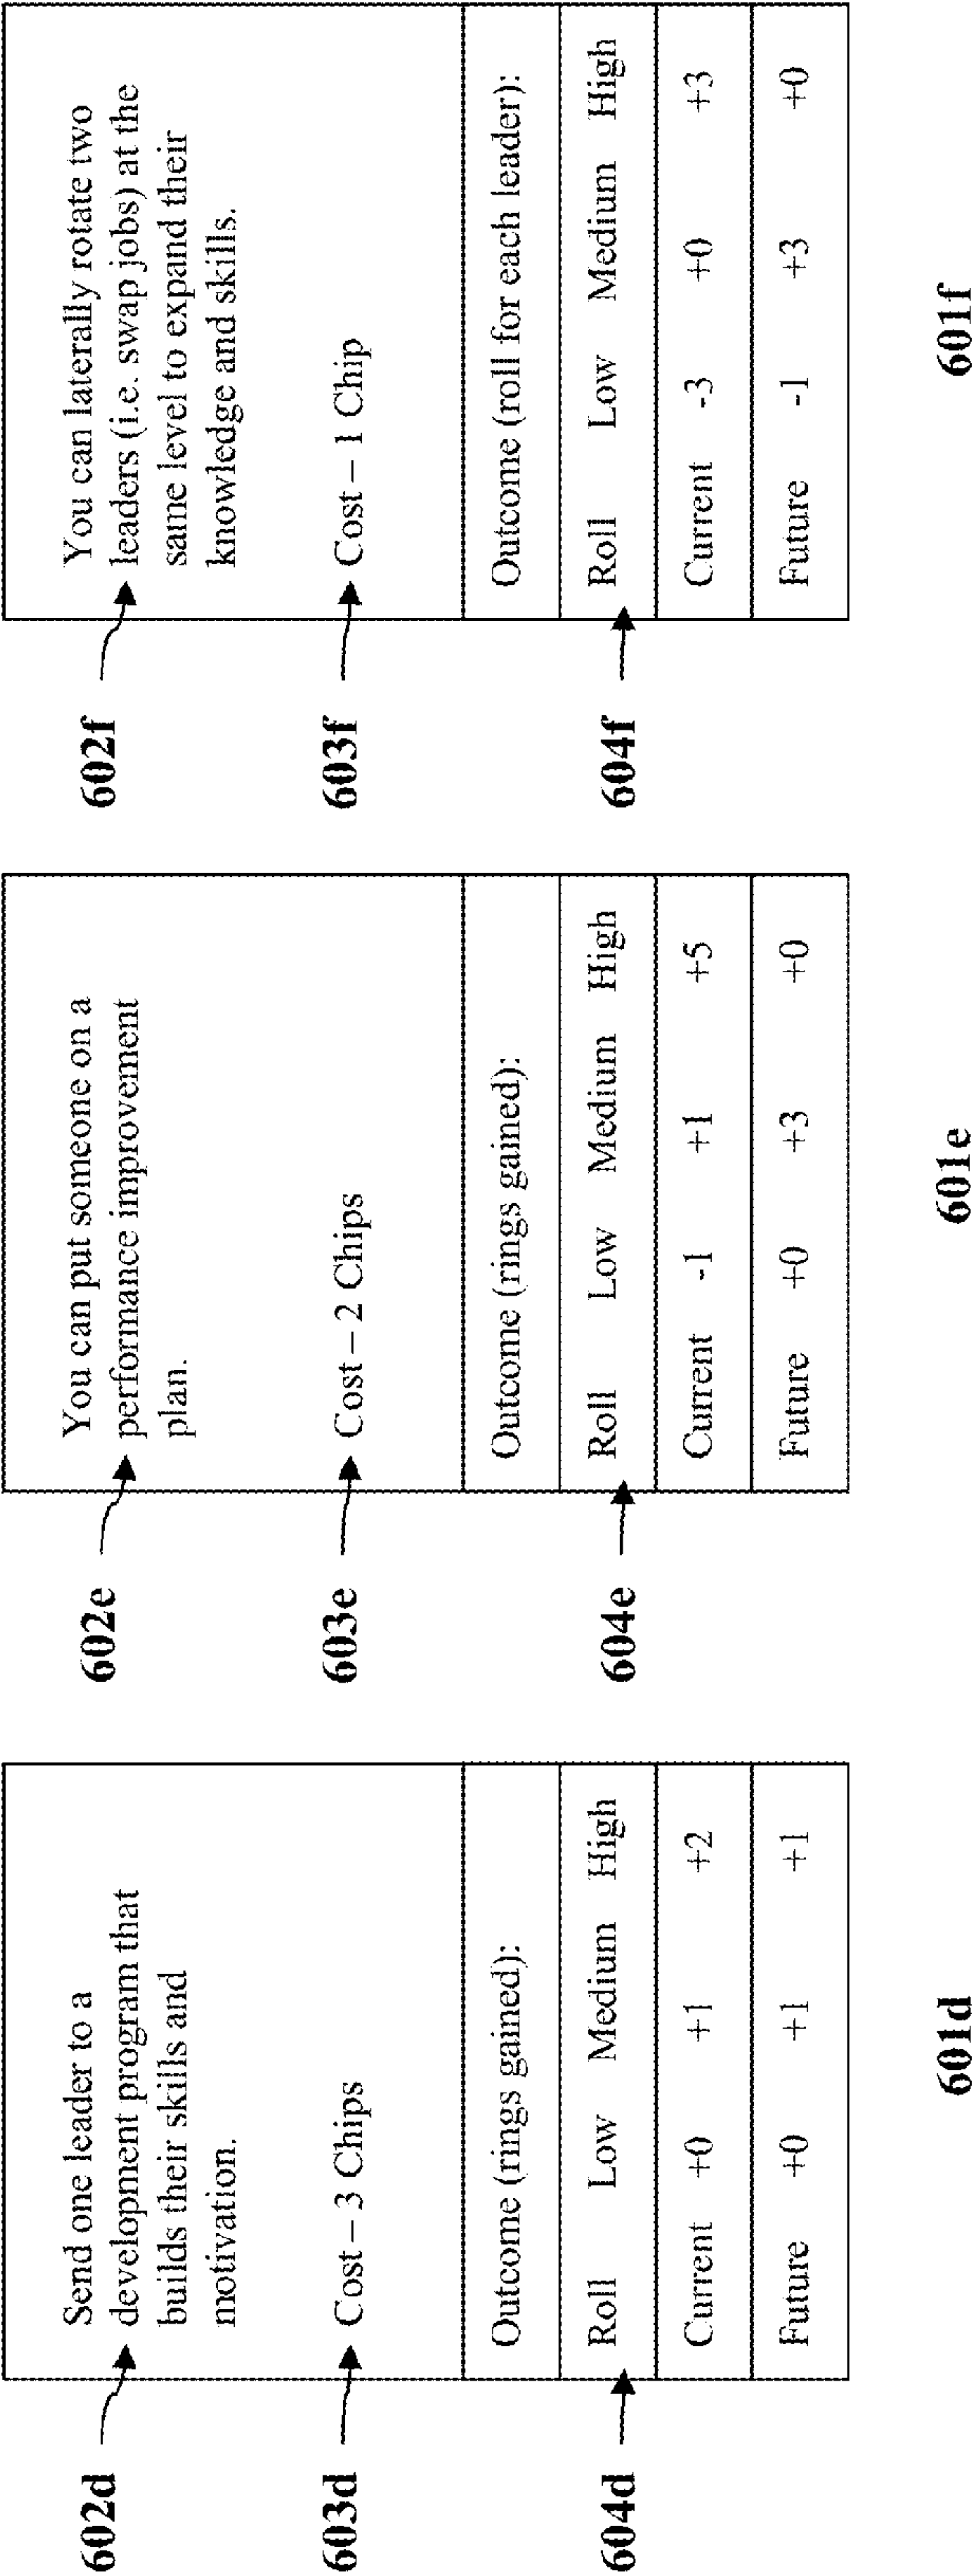 602d
Send one leader to a
development program that
builds their skills and
motivation.
603d
Cost – 3 Chips
Outcome (rings gained):
604d
Roll Low Medium High
Current +0 +1 +2
Future +0 +1 +1
601d
602e
You can put someone on a
performance improvement
plan.
603e
Cost – 2 Chips
Outcome (rings gained):
604e
Roll Low Medium High
Current -1 +1 +5
Future +0 +3 +0
601e
602f
You can laterally rotate two
leaders (i.e. swap jobs) at the
same level to expand their
knowledge and skills.
603f
Cost – 1 Chip
Outcome (roll for each leader):
604f
Roll Low Medium High
Current -3 +0 +3
Future -1 +3 +0
601f